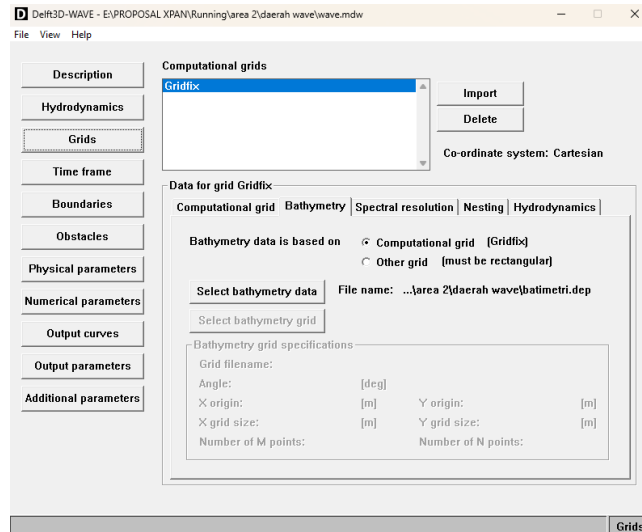 D Delft3D-WAVE - E:\PROPOSAL XPAN\Running\area 2\daerah wave\wave.mdw
File View Help
Description
Hydrodynamics
Grids
Time frame
Boundaries
Obstacles
Physical parameters
Numerical parameters
Output curves
Output parameters
Additional parameters
Computational grids
Gridfix
Import
Delete
Co-ordinate system: Cartesian
Data for grid Gridfix
Computational grid Bathymetry Spectral resolution Nesting Hydrodynamics
Bathymetry data is based on
Computational grid (Gridfix)
Other grid (must be rectangular)
Select bathymetry data File name: ...\area 2\daerah wave\batimetri.dep
Select bathymetry grid
Bathymetry grid specifications
Grid filename:
Angle: [deg]
X origin: [m] Y origin: [m]
X grid size: [m] Y grid size: [m]
Number of M points: Number of N points:
Grids